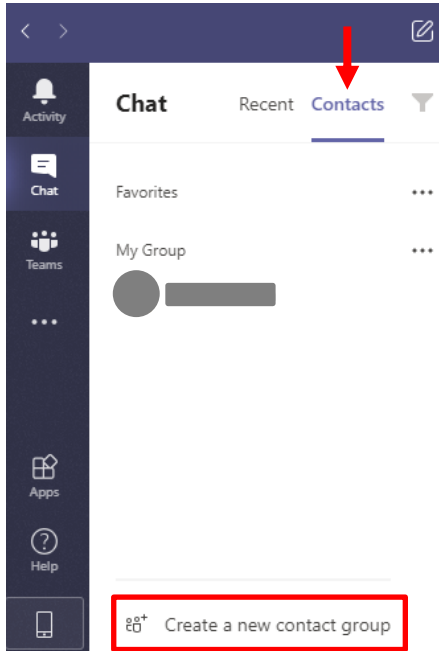 Activity
Chat
Teams
Apps
Help
Chat Recent Contacts
Favorites
My Group
Create a new contact group